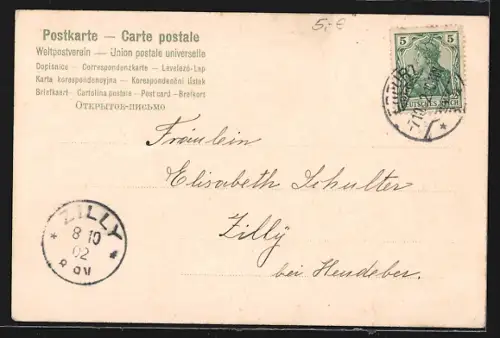 5,-€
Postkarte — Carte postale
Weltpostverein — Union postale universelle
Dopisnice - Correspondenzkarte - Levelező-Lap
Karta korespondencyjna - Korespondenční lístek
Briefkaart - Cartolina postale - Post card - Brefkort
ОТКРЫТОЕ-ПИСЬМО
5 5
DEUTSCHES REICH
Fräulein
Elisabeth Schulter
Zilly
bei Heudeber.
ZILLY
8 10
02